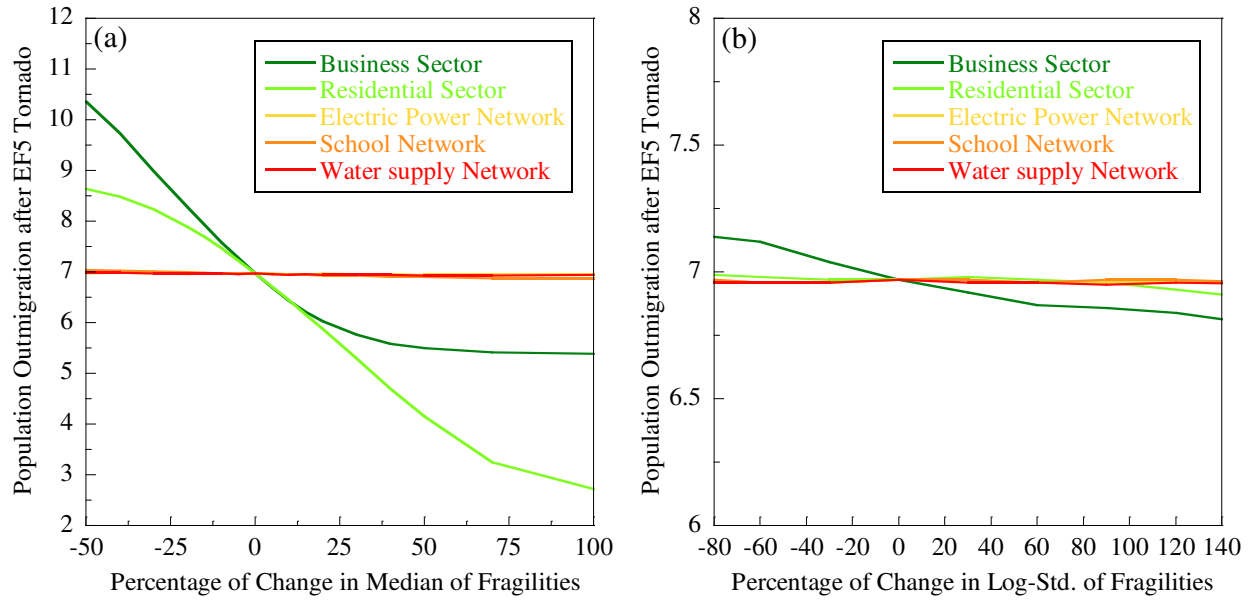 (a)
Business Sector
Residential Sector
Electric Power Network
School Network
Water supply Network
12
11
10
9
8
7
6
5
4
3
2
-50 -25 0 25 50 75 100
Population Outmigration after EF5 Tornado
Percentage of Change in Median of Fragilities
(b)
Business Sector
Residential Sector
Electric Power Network
School Network
Water supply Network
8
7.5
7
6.5
6
-80 -60 -40 -20 0 20 40 60 80 100 120 140
Population Outmigration after EF5 Tornado
Percentage of Change in Log-Std. of Fragilities